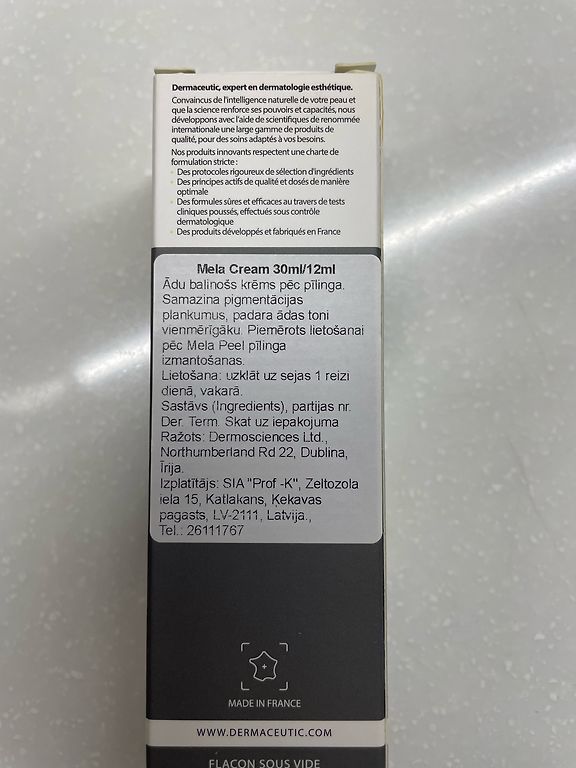 Dermaceutic, expert en dermatologie esthétique.
Convaincus de l'intelligence naturelle de votre peau et
que la science renforce ses pouvoirs et capacités, nous
développons avec l'aide de scientifiques de renommée
internationale une large gamme de produits de
qualité, pour des soins adaptés à vos besoins.
Nos produits innovants respectent une charte de
formulation stricte :
• Des protocoles rigoureux de sélection d'ingrédients
• Des principes actifs de qualité et dosés de manière
optimale
• Des formules sûres et efficaces au travers de tests
cliniques poussés, effectués sous contrôle
dermatologique
• Des produits développés et fabriqués en France
Mela Cream 30ml/12ml
Ādu balinošs krēms pēc pīlinga.
Samazina pigmentācijas
plankumus, padara ādas toni
vienmērīgāku. Piemērots lietošanai
pēc Mela Peel pīlinga
izmantošanas.
Lietošana: uzklāt uz sejas 1 reizi
dienā, vakarā.
Sastāvs (Ingredients), partijas nr.
Der. Term. Skat uz iepakojuma
Ražots: Dermosciences Ltd.,
Northumberland Rd 22, Dublina,
Īrija.
Izplatītājs: SIA "Prof -K", Zeltozola
iela 15, Katlakans, Ķekavas
pagasts, LV-2111, Latvija.,
Tel.: 26111767
MADE IN FRANCE
WWW.DERMACEUTIC.COM
FLACON SOUS VIDE